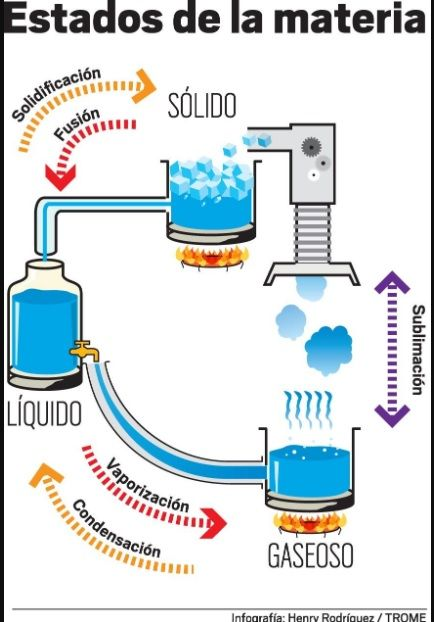 Estados de la materia
Solidificación
Fusión
SÓLIDO
Sublimación
LÍQUIDO
Vaporización
Condensación
GASEOSO
Infografía: Henry Rodríguez / TROME